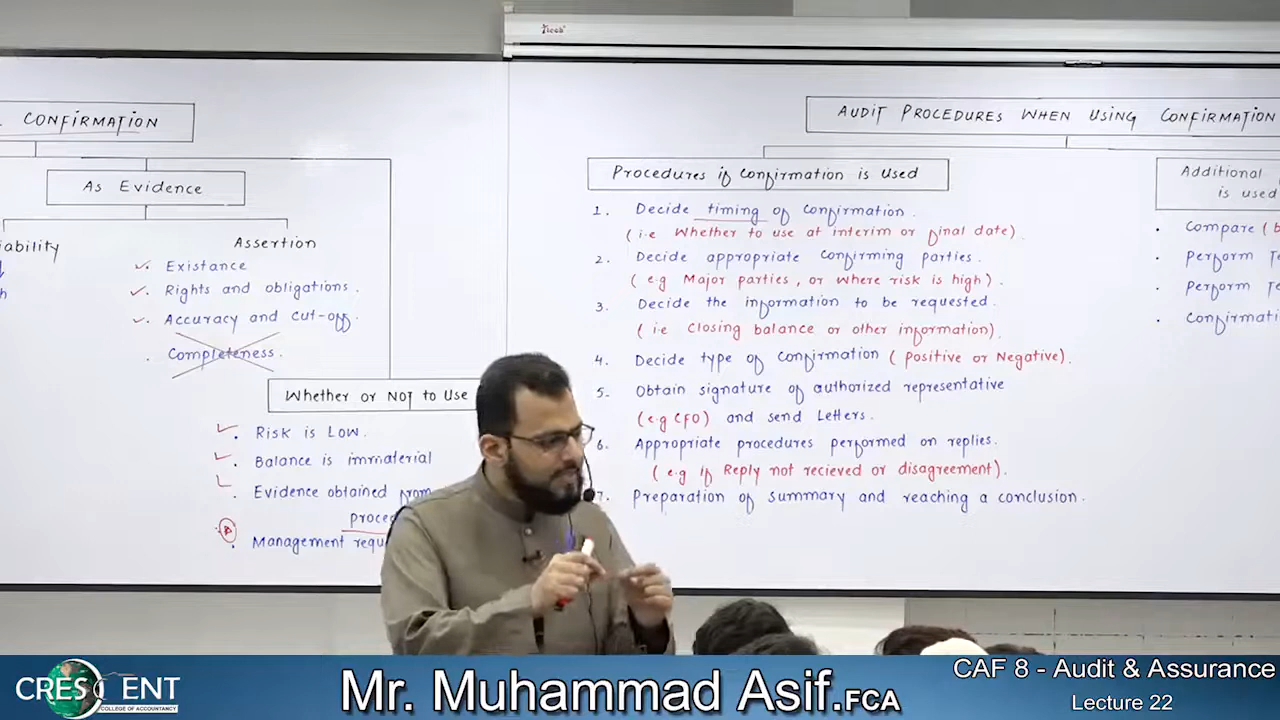 CONFIRMATION
As Evidence
Assertion
✓ Existance
✓ Rights and obligations.
✓ Accuracy and cut-off.
. Completeness.
Whether or NOT to Use
. Risk is Low.
. Balance is immaterial
. Evidence obtained from
. Management
AUDIT PROCEDURES WHEN USING CONFIRMATION
Procedures if confirmation is used
1. Decide timing of confirmation.
(i.e Whether to use at interim or final date).
2. Decide appropriate confirming parties.
(e.g Major parties, or where risk is high).
3. Decide the information to be requested.
(i.e Closing balance or other information).
4. Decide type of confirmation (positive or Negative).
5. Obtain signature of authorized representative
(e.g CFO) and send Letters.
6. Appropriate procedures performed on replies.
(e.g If Reply not recieved or disagreement).
7. Preparation of summary and reaching a conclusion.
Additional
is used
. Compare
. Perform
. Perform
CRESCENT
COLLEGE OF ACCOUNTANCY
Mr. Muhammad Asif.FCA
CAF 8 - Audit & Assurance
Lecture 22